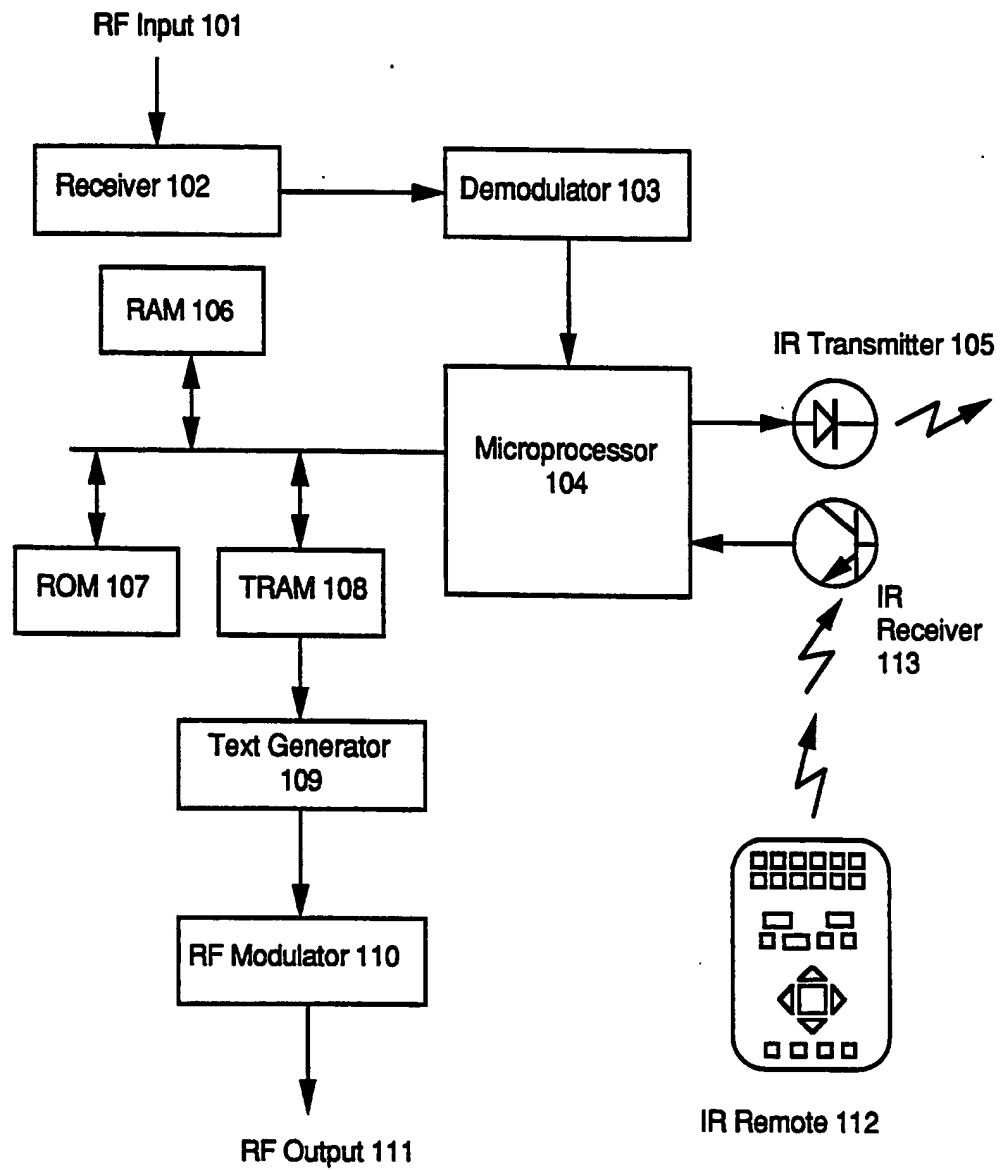 RF Input 101
Receiver 102
Demodulator 103
RAM 106
IR Transmitter 105
Microprocessor
104
ROM 107
TRAM 108
IR
Receiver
113
Text Generator
109
RF Modulator 110
IR Remote 112
RF Output 111